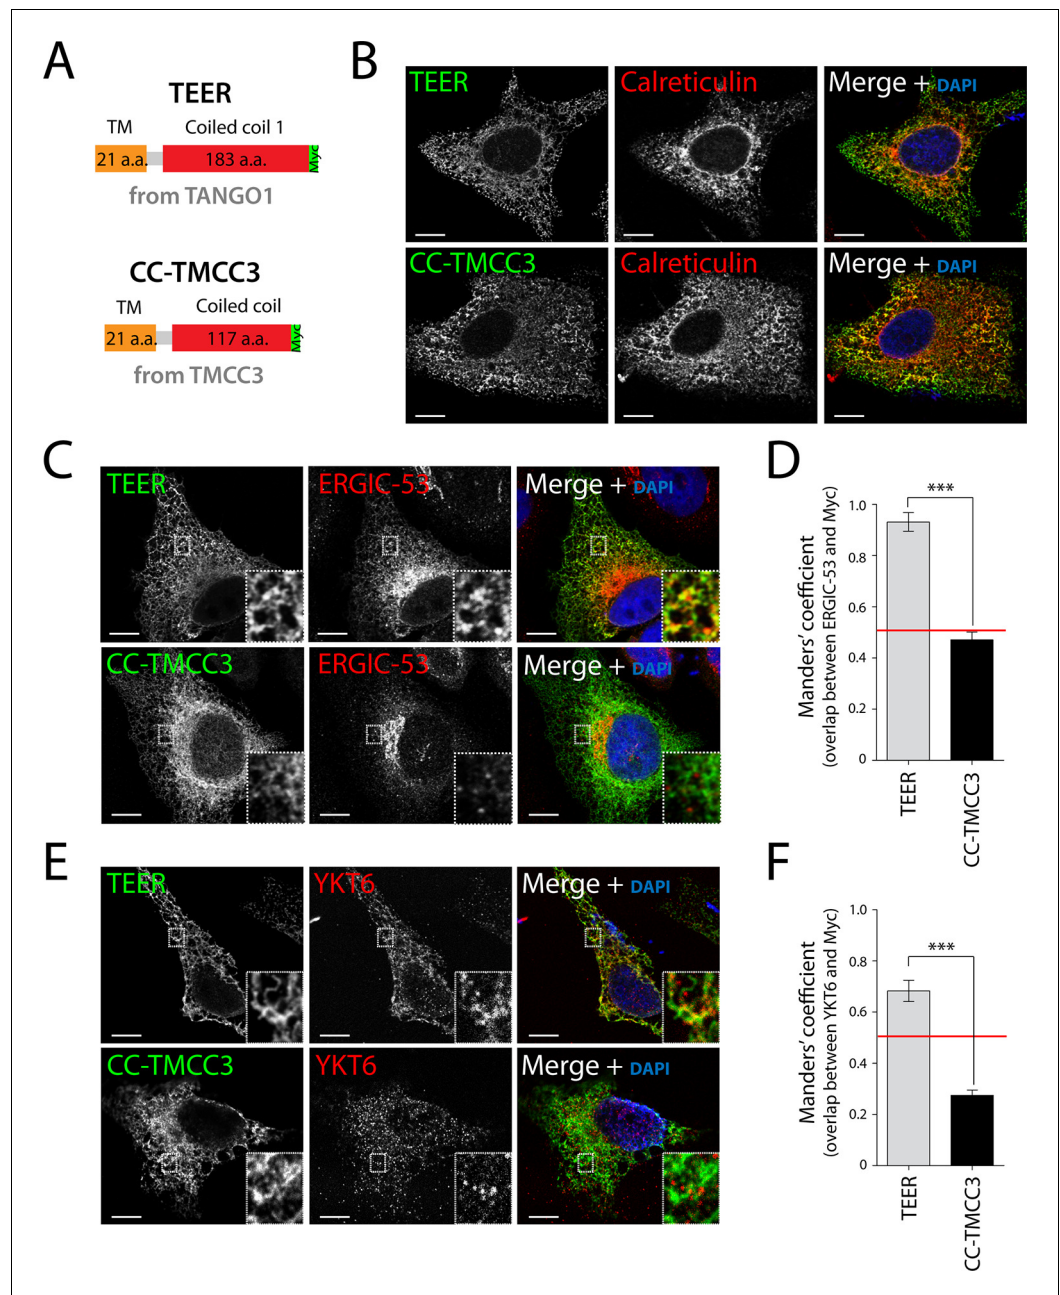 A
TEER
TM
Coiled coil 1
21 a.a.
183 a.a.
Myc
from TANGO1
CC-TMCC3
TM
Coiled coil
21 a.a.
117 a.a.
Myc
from TMCC3
B
TEER
Calreticulin
Merge + DAPI
CC-TMCC3
Calreticulin
Merge + DAPI
C
TEER
ERGIC-53
Merge + DAPI
CC-TMCC3
ERGIC-53
Merge + DAPI
D
Manders' coefficient
(overlap between ERGIC-53 and Myc)
1.0
0.8
0.6
0.4
0.2
0
***
TEER
CC-TMCC3
E
TEER
YKT6
Merge + DAPI
CC-TMCC3
YKT6
Merge + DAPI
F
Manders' coefficient
(overlap between YKT6 and Myc)
1.0
0.8
0.6
0.4
0.2
0
***
TEER
CC-TMCC3